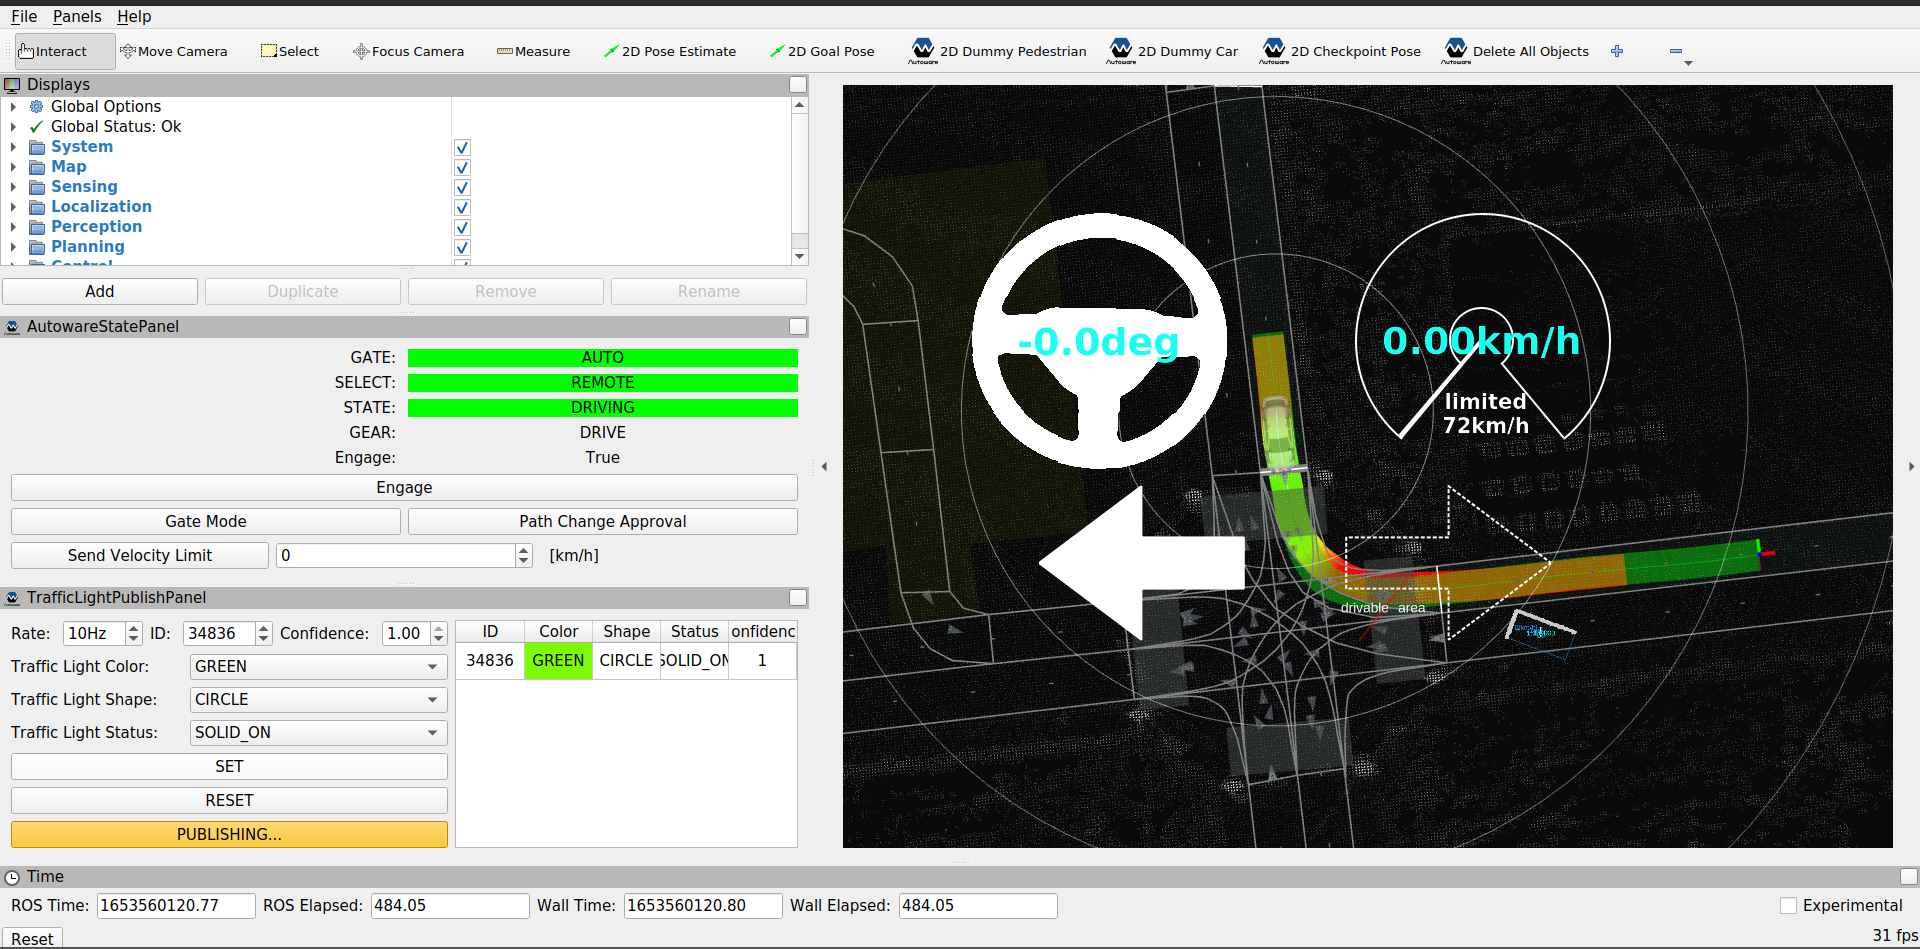 File Panels Help
Interact Move Camera Select Focus Camera Measure 2D Pose Estimate 2D Goal Pose 2D Dummy Pedestrian 2D Dummy Car 2D Checkpoint Pose Delete All Objects
Autoware Autoware Autoware Autoware
Displays
Global Options
Global Status: Ok
System
Map
Sensing
Localization
Perception
Planning
Control
Add Duplicate Remove Rename
AutowareStatePanel
GATE: AUTO
SELECT: REMOTE
STATE: DRIVING
GEAR: DRIVE
Engage: True
Engage
Gate Mode Path Change Approval
Send Velocity Limit 0 [km/h]
TrafficLightPublishPanel
Rate: 10Hz ID: 34836 Confidence: 1.00
Traffic Light Color: GREEN
Traffic Light Shape: CIRCLE
Traffic Light Status: SOLID_ON
SET
RESET
PUBLISHING...
ID Color Shape Status onfidenc
34836 GREEN CIRCLE SOLID_ON 1
-0.0deg
0.00km/h
limited
72km/h
drivable_area
Time
ROS Time: 1653560120.77 ROS Elapsed: 484.05 Wall Time: 1653560120.80 Wall Elapsed: 484.05 Experimental
Reset 31 fps